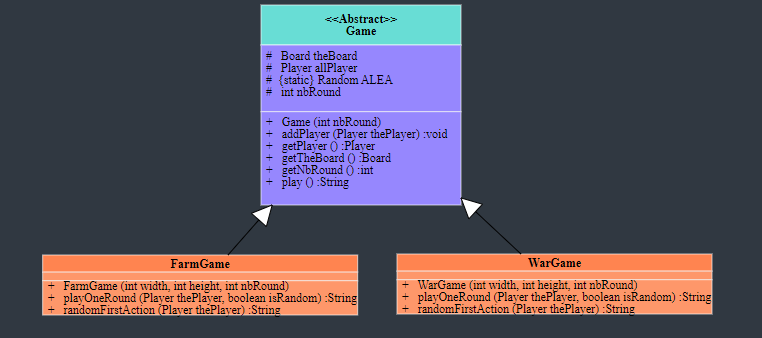 <<Abstract>>
Game
# Board theBoard
# Player allPlayer
# {static} Random ALEA
# int nbRound
+ Game (int nbRound)
+ addPlayer (Player thePlayer) :void
+ getPlayer () :Player
+ getTheBoard () :Board
+ getNbRound () :int
+ play () :String
FarmGame
+ FarmGame (int width, int height, int nbRound)
+ playOneRound (Player thePlayer, boolean isRandom) :String
+ randomFirstAction (Player thePlayer) :String
WarGame
+ WarGame (int width, int height, int nbRound)
+ playOneRound (Player thePlayer, boolean isRandom) :String
+ randomFirstAction (Player thePlayer) :String